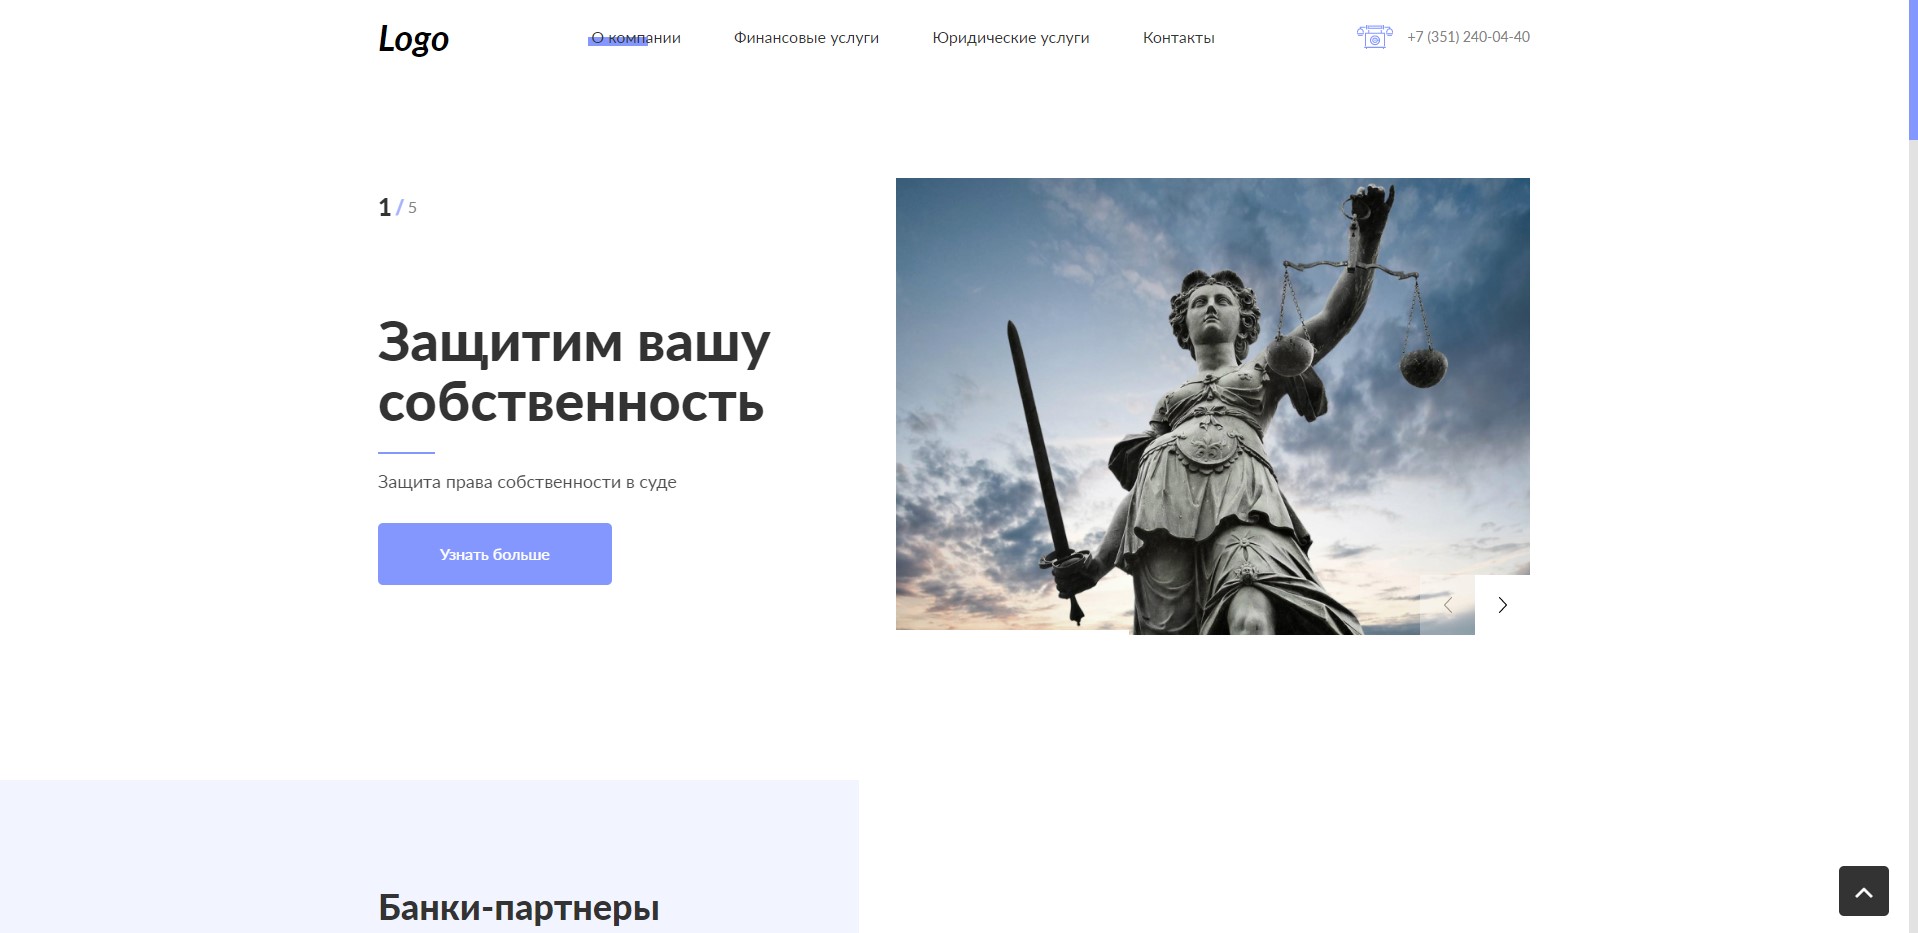 Logo
О компании
Финансовые услуги
Юридические услуги
Контакты
+7 (351) 240-04-40
1 / 5
Защитим вашу
собственность
Защита права собственности в суде
Узнать больше
Банки-партнеры